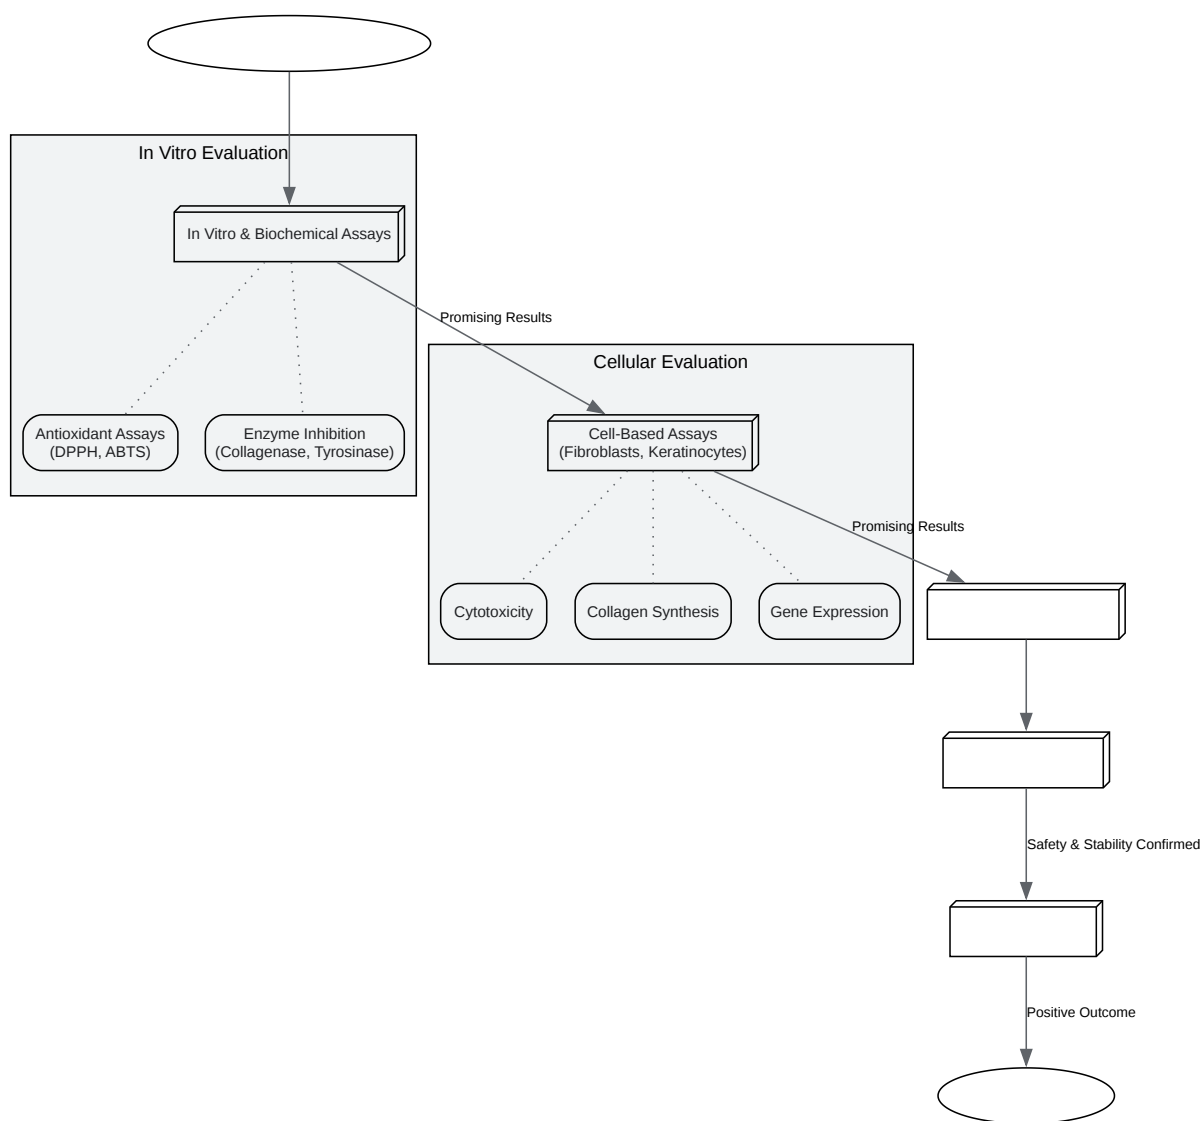 In Vitro Evaluation
In Vitro & Biochemical Assays
Promising Results
Antioxidant Assays
(DPPH, ABTS)
Enzyme Inhibition
(Collagenase, Tyrosinase)
Cellular Evaluation
Cell-Based Assays
(Fibroblasts, Keratinocytes)
Promising Results
Cytotoxicity
Collagen Synthesis
Gene Expression
Safety & Stability Confirmed
Positive Outcome